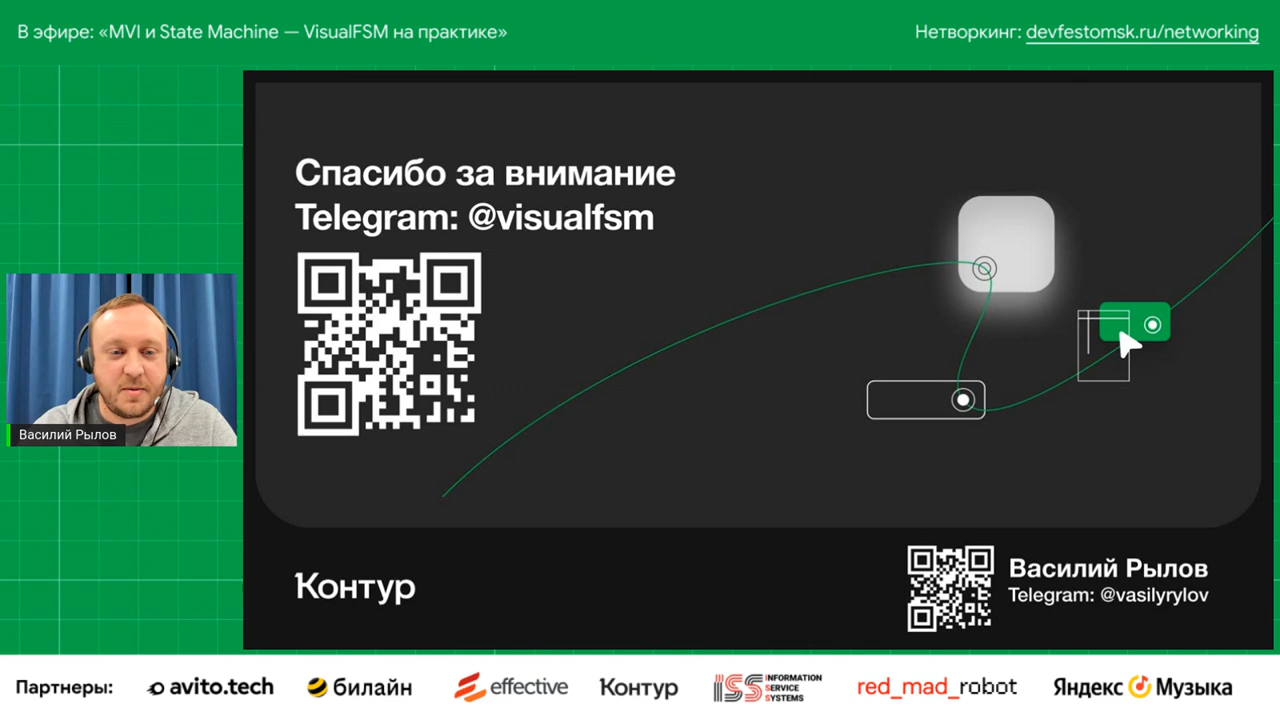 В эфире: «MVI и State Machine — VisualFSM на практике»
Нетворкинг: devfestomsk.ru/networking
Спасибо за внимание
Telegram: @visualfsm
Василий Рылов
Контур
Василий Рылов
Telegram: @vasilyrylov
Партнеры:
avito.tech
билайн
effective
Контур
ISS INFORMATION
SERVICE
SYSTEMS
red_mad_robot
Яндекс Музыка